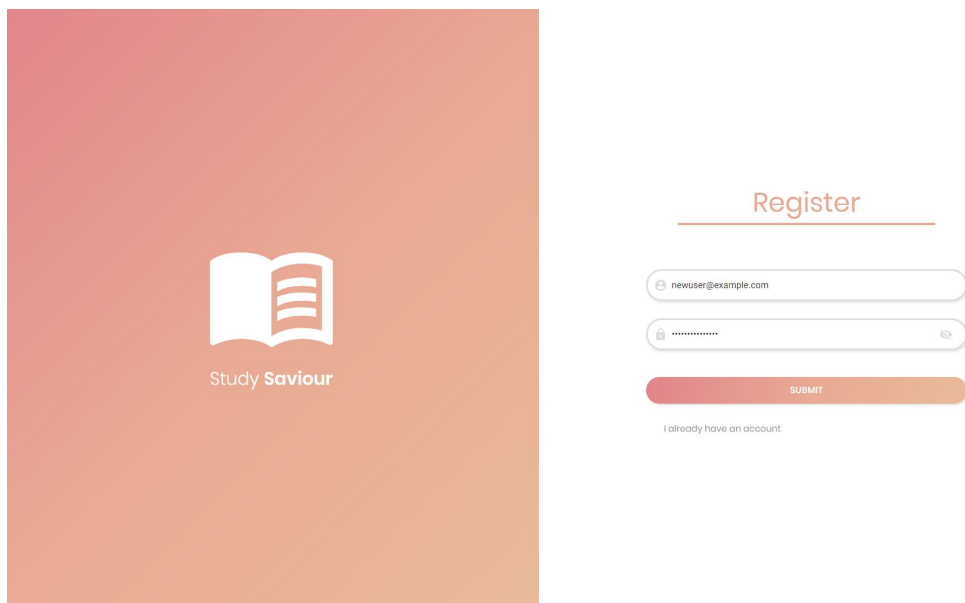 Study Saviour
Register
newuser@example.com
•••••••••••••••
SUBMIT
I already have an account